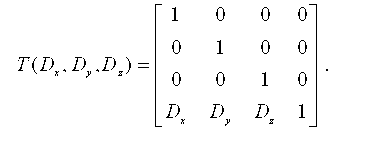 T(D_x、D_y、D_z) = [ 1 0 0 0
0 1 0 0
0 0 1 0
D_x D_y D_z 1 ] .